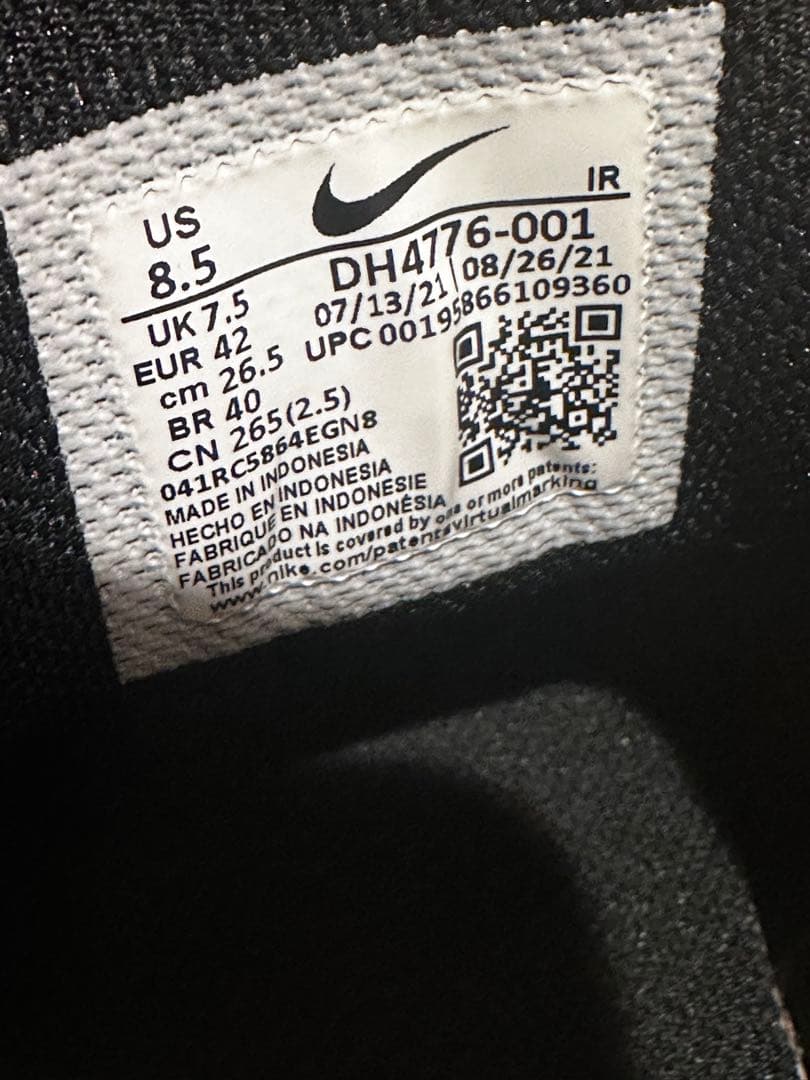 US
8.5
IR
UK 7.5
EUR 42
cm 26.5
BR 40
CN 265(2.5)
DH4776-001
07/13/21 08/26/21
UPC 00195866109360
041RC5864EGN8
MADE IN INDONESIA
HECHO EN INDONESIA
FABRIQUE EN INDONESIE
FABRICADO NA INDONÉSIA
This product is covered by one or more patents:
www.nike.com/patentsvirtualmarking